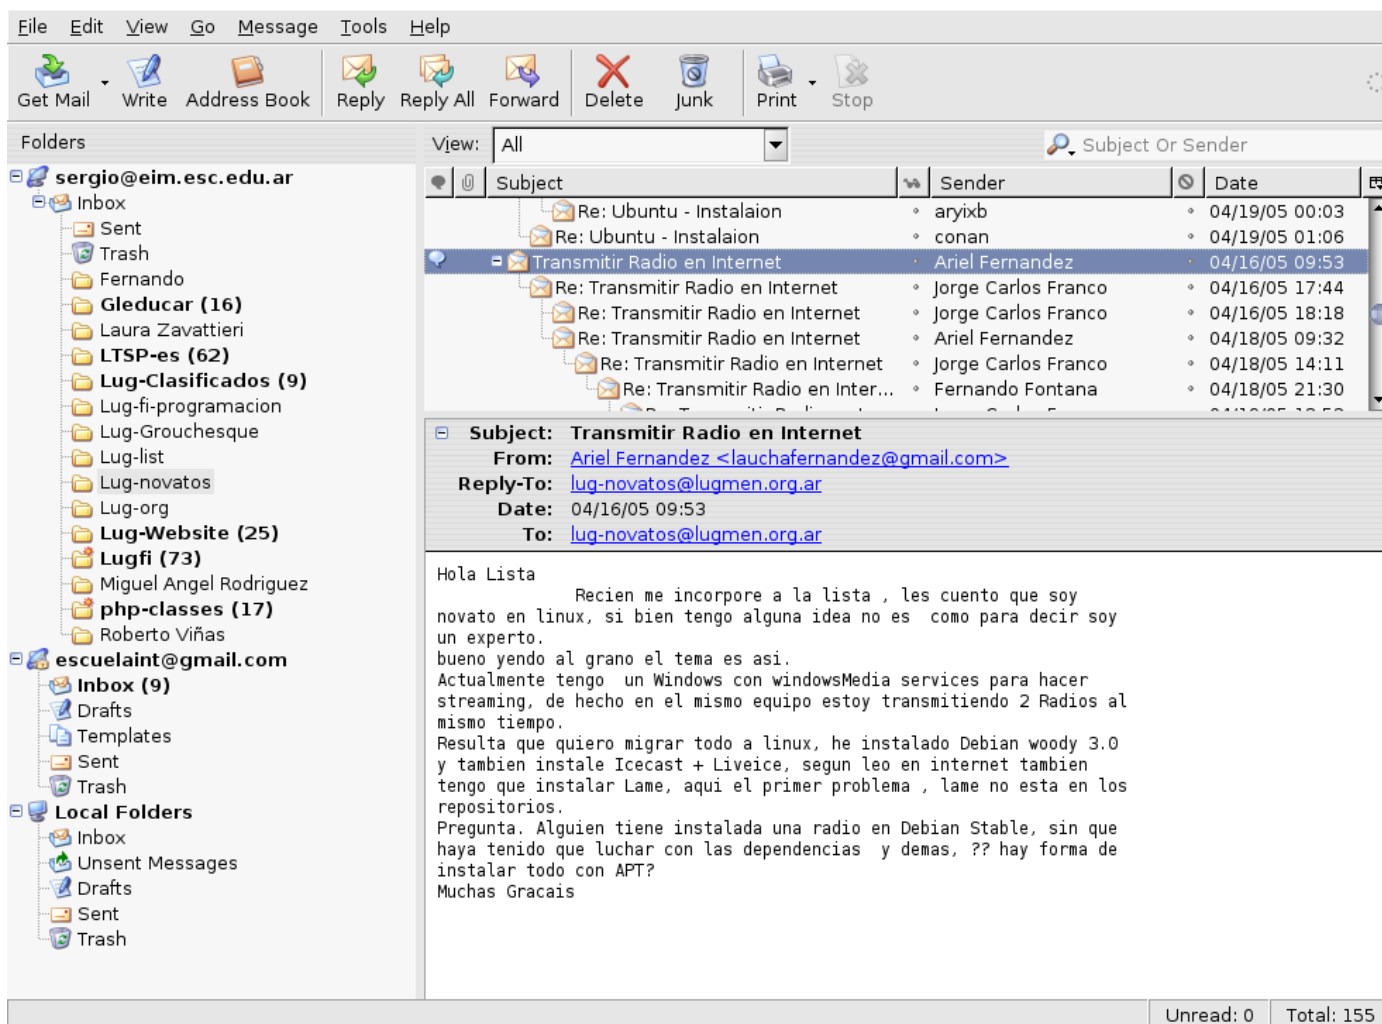 File Edit View Go Message Tools Help
Get Mail Write Address Book Reply Reply All Forward Delete Junk Print Stop
Folders
View: All Subject Or Sender
sergio@eim.esc.edu.ar
Inbox
Sent
Trash
Fernando
Gleducar (16)
Laura Zavattieri
LTSP-es (62)
Lug-Clasificados (9)
Lug-fi-programacion
Lug-Grouchesque
Lug-list
Lug-novatos
Lug-org
Lug-Website (25)
Lugfi (73)
Miguel Angel Rodriguez
php-classes (17)
Roberto Viñas
escuelaint@gmail.com
Inbox (9)
Drafts
Templates
Sent
Trash
Local Folders
Inbox
Unsent Messages
Drafts
Sent
Trash
Subject Sender Date
Re: Ubuntu - Instalaion aryixb 04/19/05 00:03
Re: Ubuntu - Instalaion conan 04/19/05 01:06
Transmitir Radio en Internet Ariel Fernandez 04/16/05 09:53
Re: Transmitir Radio en Internet Jorge Carlos Franco 04/16/05 17:44
Re: Transmitir Radio en Internet Jorge Carlos Franco 04/16/05 18:18
Re: Transmitir Radio en Internet Ariel Fernandez 04/18/05 09:32
Re: Transmitir Radio en Internet Jorge Carlos Franco 04/18/05 14:11
Re: Transmitir Radio en Inter... Fernando Fontana 04/18/05 21:30
Subject: Transmitir Radio en Internet
From: Ariel Fernandez <lauchafernandez@gmail.com>
Reply-To: lug-novatos@lugmen.org.ar
Date: 04/16/05 09:53
To: lug-novatos@lugmen.org.ar
Hola Lista
Recien me incorpore a la lista , les cuento que soy
novato en linux, si bien tengo alguna idea no es  como para decir soy
un experto.
bueno yendo al grano el tema es asi.
Actualmente tengo  un Windows con windowsMedia services para hacer
streaming, de hecho en el mismo equipo estoy transmitiendo 2 Radios al
mismo tiempo.
Resulta que quiero migrar todo a linux, he instalado Debian woody 3.0
y tambien instale Icecast + Liveice, segun leo en internet tambien
tengo que instalar Lame, aqui el primer problema , lame no esta en los
repositorios.
Pregunta. Alguien tiene instalada una radio en Debian Stable, sin que
haya tenido que luchar con las dependencias  y demas, ?? hay forma de
instalar todo con APT?
Muchas Gracais
Unread: 0 Total: 155